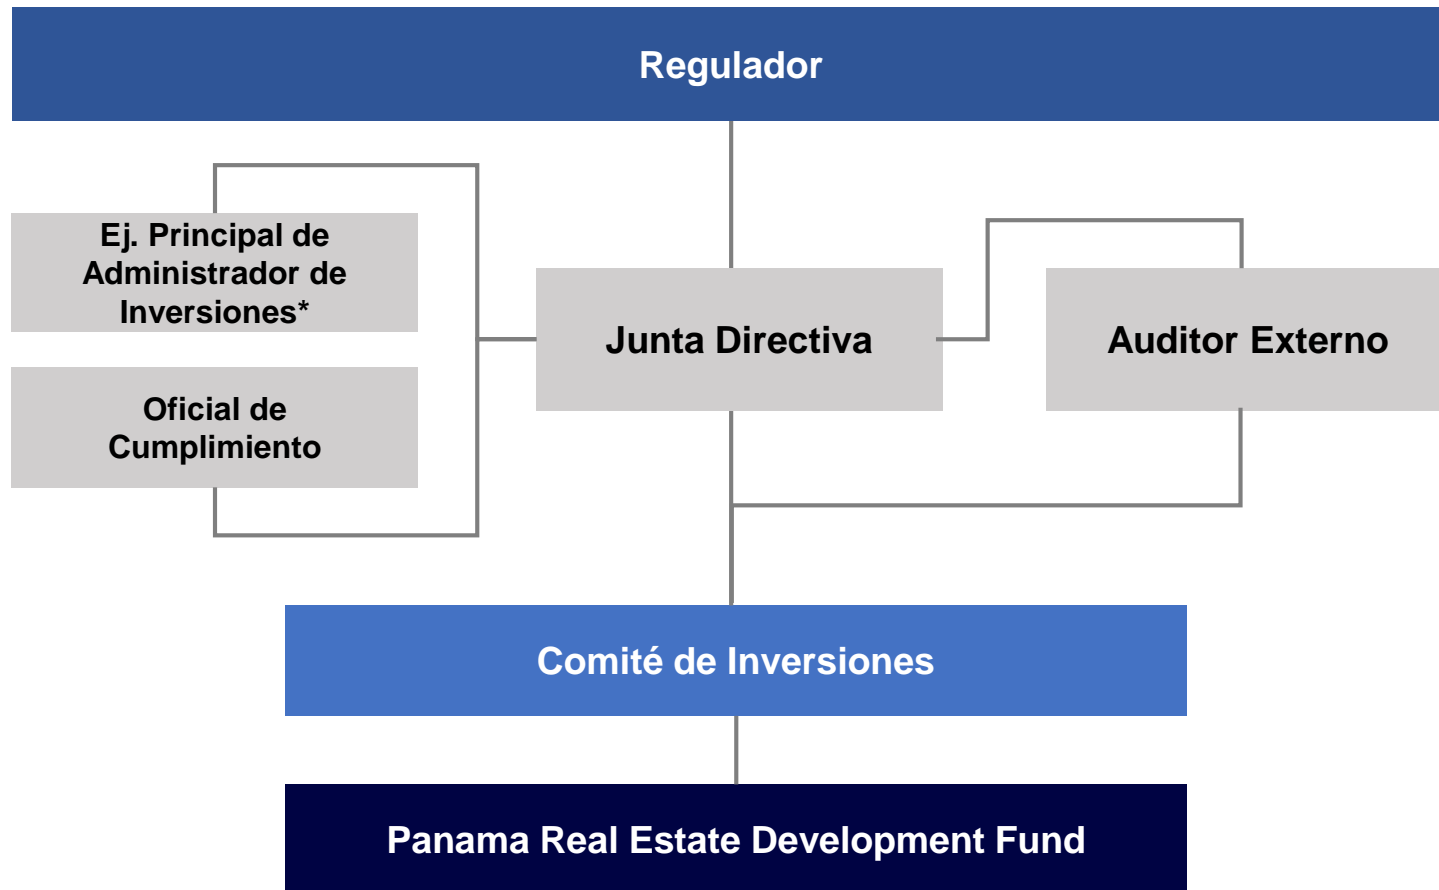 Regulador
Ej. Principal de
Administrador de
Inversiones*
Oficial de
Cumplimiento
Junta Directiva
Auditor Externo
Comité de Inversiones
Panama Real Estate Development Fund